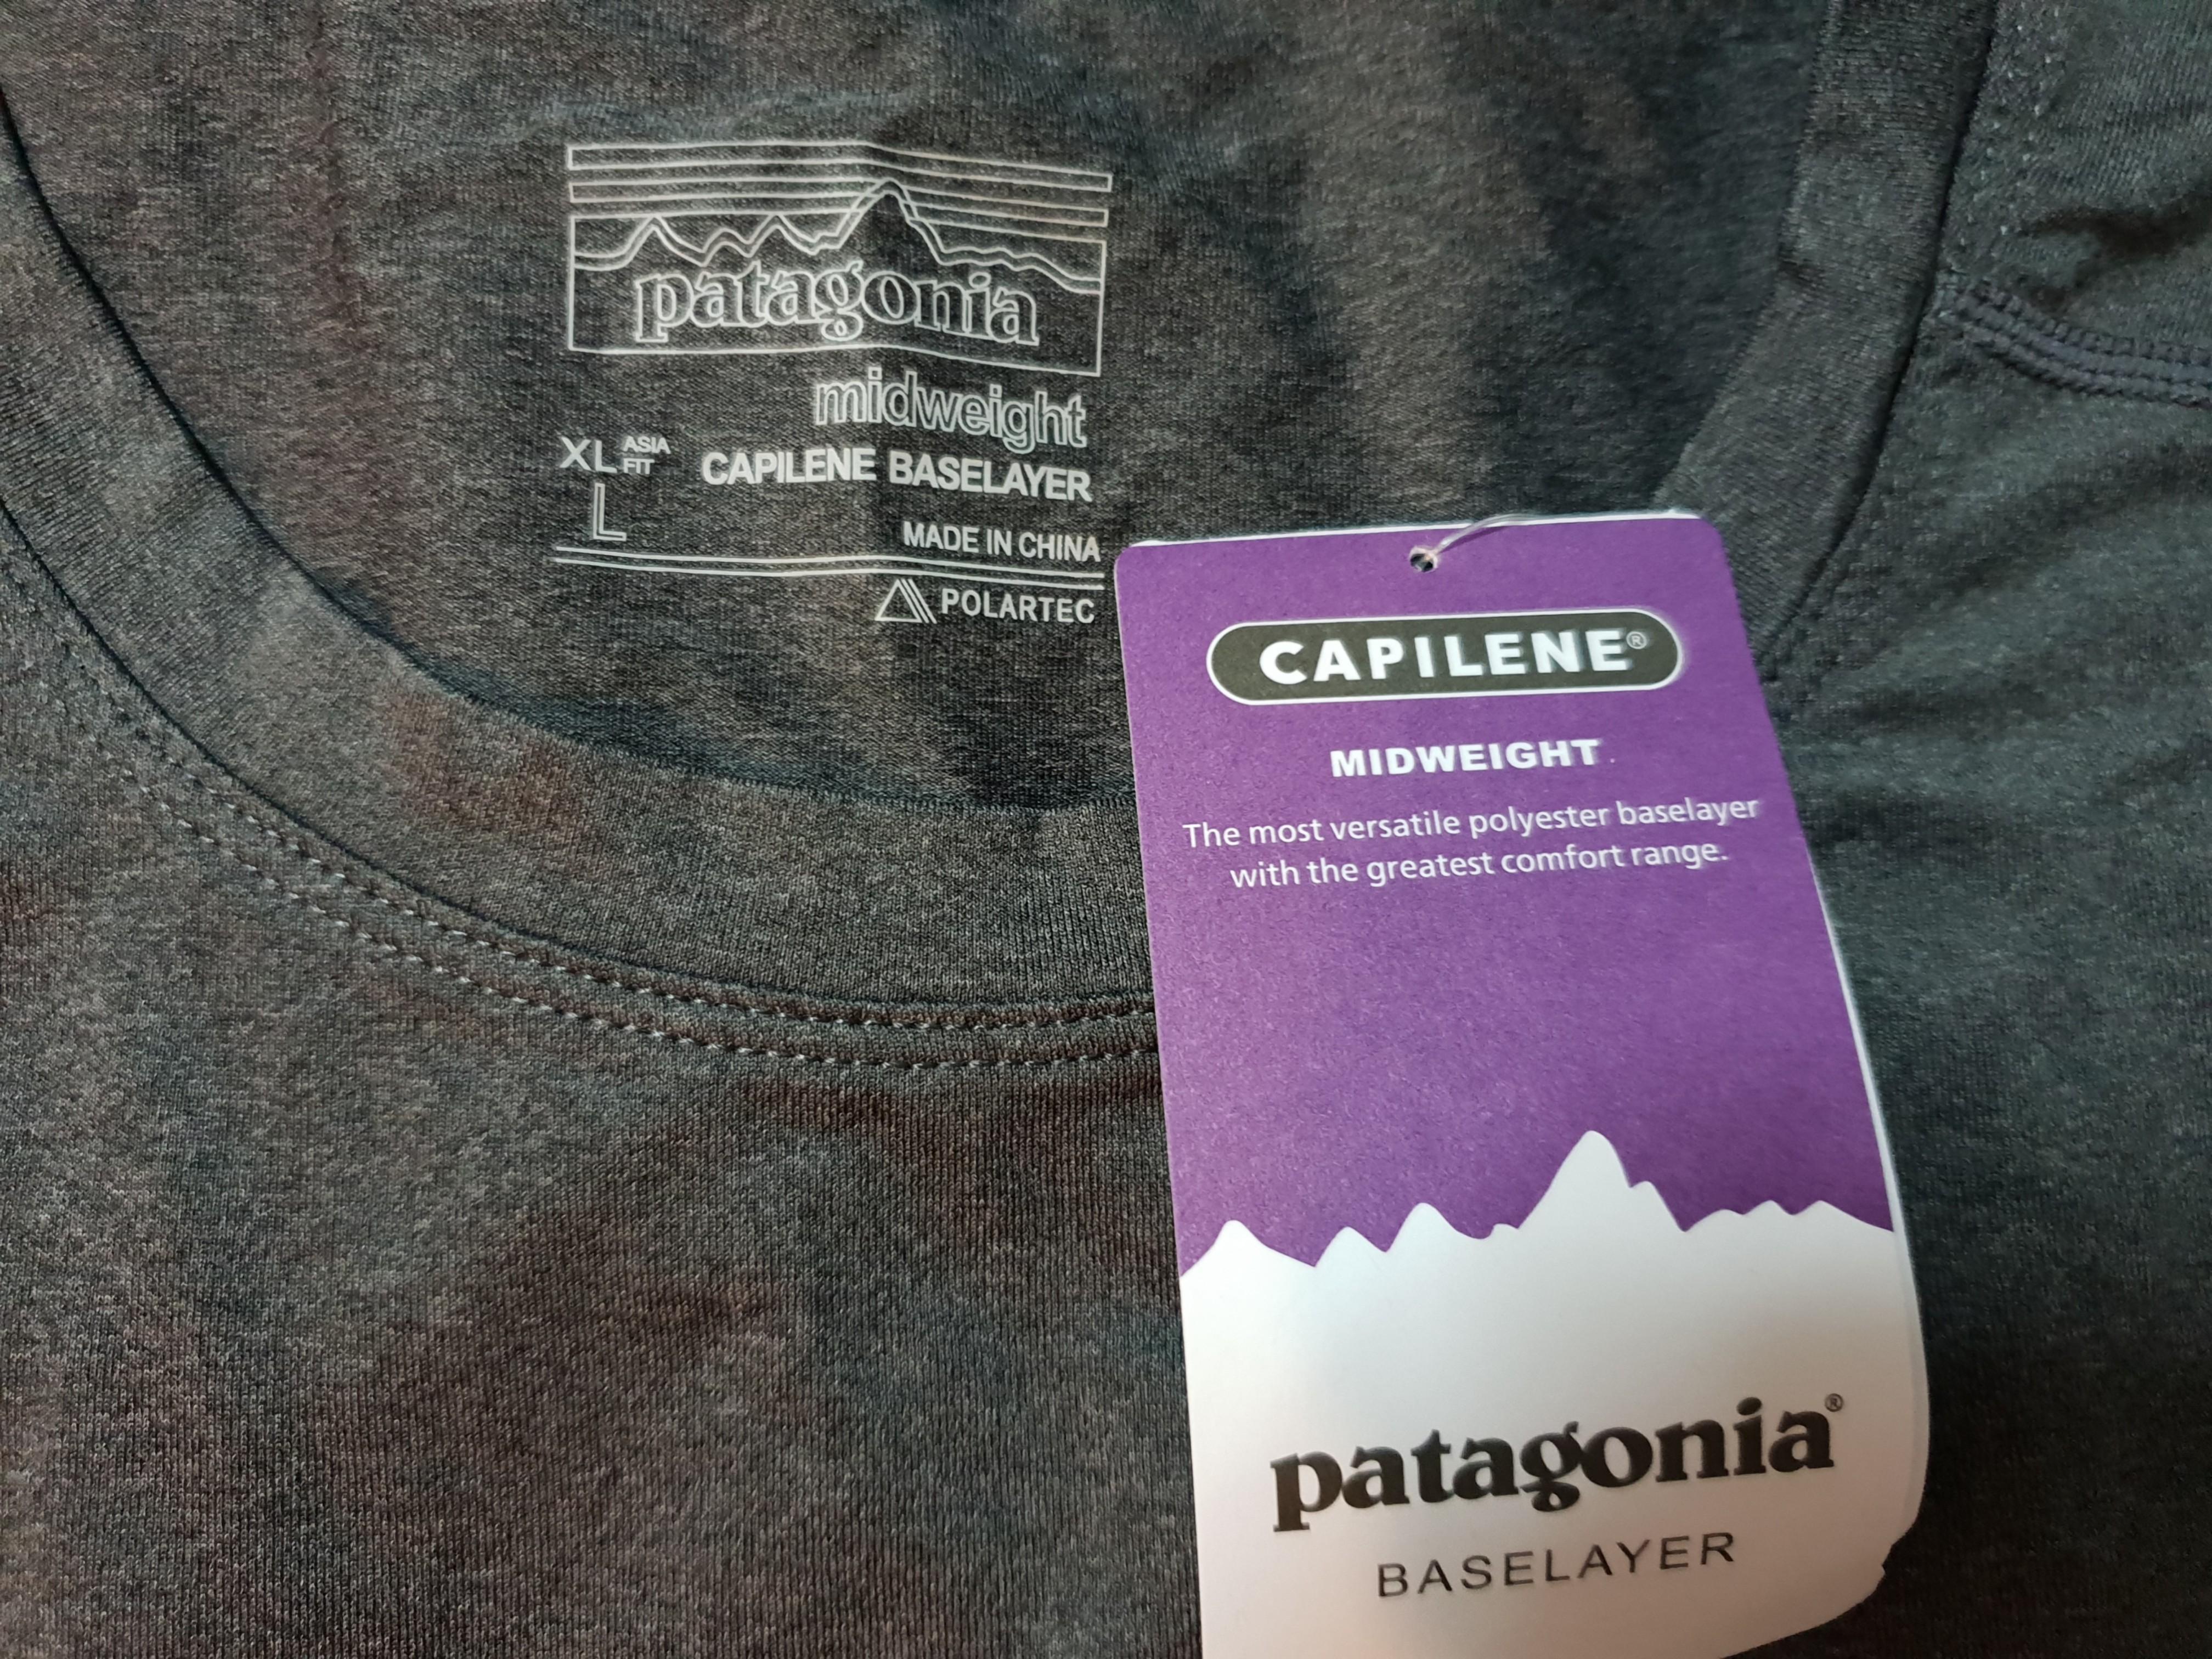 patagonia
midweight
XL ASIA FIT
CAPILENE BASELAYER
L
MADE IN CHINA
POLARTEC
CAPILENE®
MIDWEIGHT
The most versatile polyester baselayer
with the greatest comfort range.
patagonia®
BASELAYER